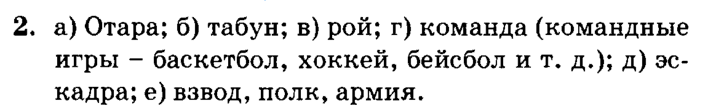 2. а) Отара; б) табун; в) рой; г) команда (командные
игры – баскетбол, хоккей, бейсбол и т. д.); д) эс-
кадра; е) взвод, полк, армия.